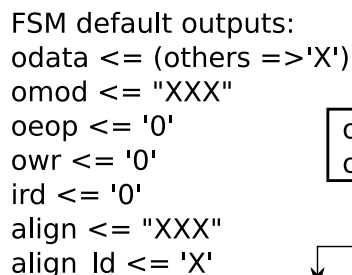 FSM default outputs:
odata <= (others =>'X')
omod <= "XXX"
oeop <= '0'
owr <= '0'
ird <= '0'
align <= "XXX"
align_ld <= 'X'